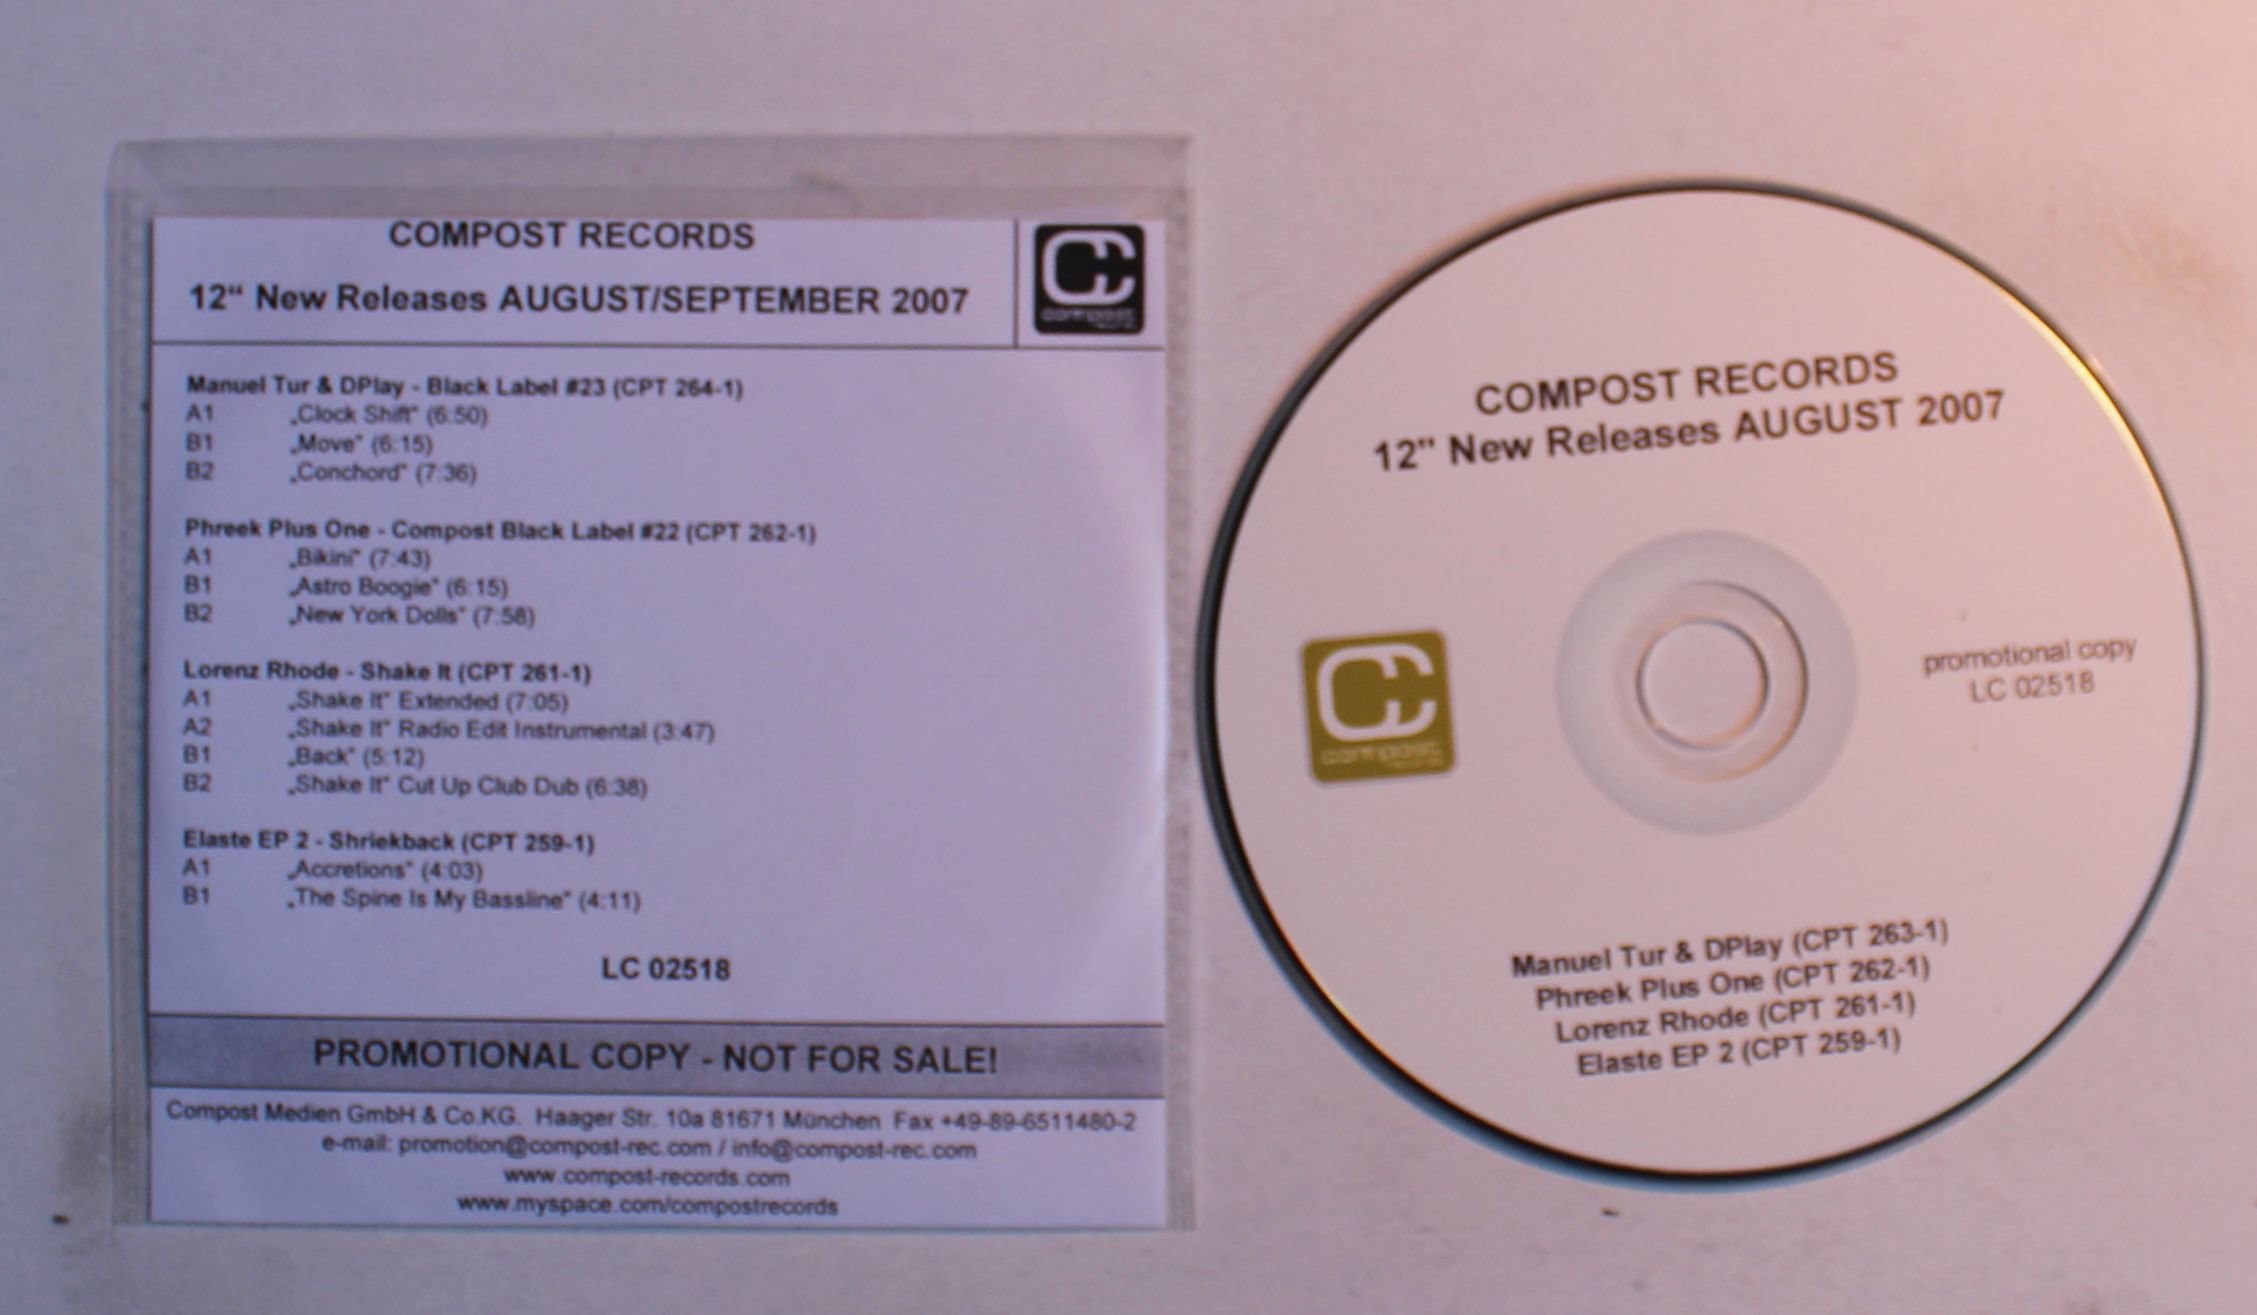 COMPOST RECORDS
12“ New Releases AUGUST/SEPTEMBER 2007
compost
Manuel Tur & DPlay - Black Label #23 (CPT 264-1)
A1 „Clock Shift“ (6:50)
B1 „Move“ (6:15)
B2 „Conchord“ (7:36)
Phreek Plus One - Compost Black Label #22 (CPT 262-1)
A1 „Bikini“ (7:43)
B1 „Astro Boogie“ (6:15)
B2 „New York Dolls“ (7:58)
Lorenz Rhode - Shake It (CPT 261-1)
A1 „Shake It“ Extended (7:05)
A2 „Shake It“ Radio Edit Instrumental (3:47)
B1 „Back“ (5:12)
B2 „Shake It“ Cut Up Club Dub (6:38)
Elaste EP 2 - Shriekback (CPT 259-1)
A1 „Accretions“ (4:03)
B1 „The Spine Is My Bassline“ (4:11)
LC 02518
PROMOTIONAL COPY - NOT FOR SALE!
Compost Medien GmbH & Co.KG. Haager Str. 10a 81671 München Fax +49-89-6511480-2
e-mail: promotion@compost-rec.com / info@compost-rec.com
www.compost-records.com
www.myspace.com/compostrecords
COMPOST RECORDS
12" New Releases AUGUST 2007
compost
promotional copy
LC 02518
Manuel Tur & DPlay (CPT 263-1)
Phreek Plus One (CPT 262-1)
Lorenz Rhode (CPT 261-1)
Elaste EP 2 (CPT 259-1)